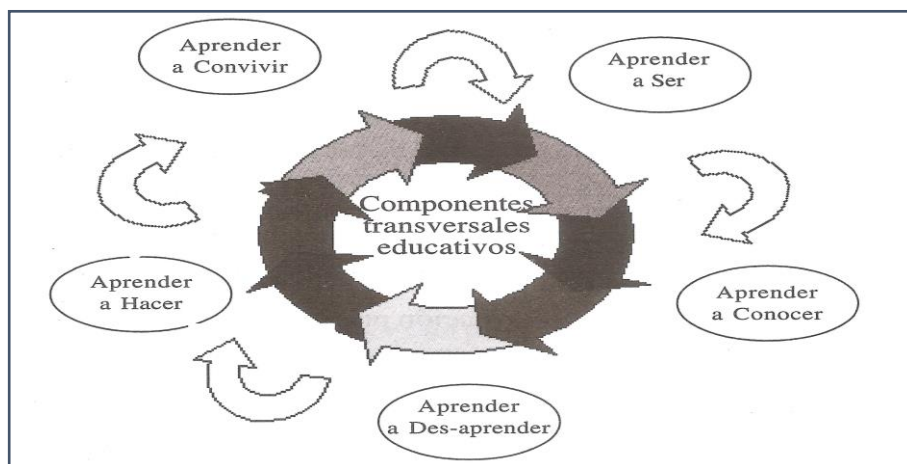 Aprender
a Convivir
Aprender
a Ser
Componentes
transversales
educativos
Aprender
a Hacer
Aprender
a Conocer
Aprender
a Des-aprender